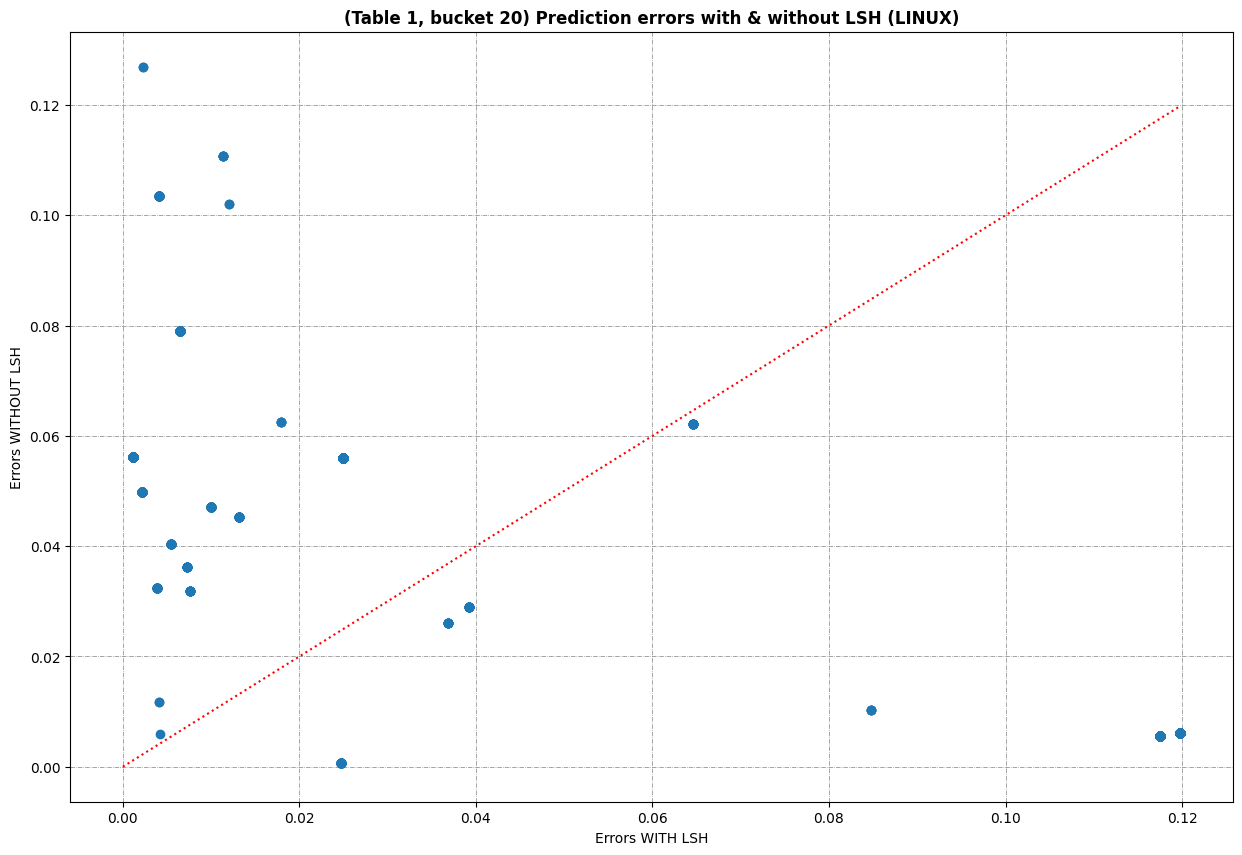 (Table 1, bucket 20) Prediction errors with & without LSH (LINUX)
0.12
0.10
0.08
0.06
0.04
0.02
0.00
Errors WITHOUT LSH
0.00 0.02 0.04 0.06 0.08 0.10 0.12
Errors WITH LSH